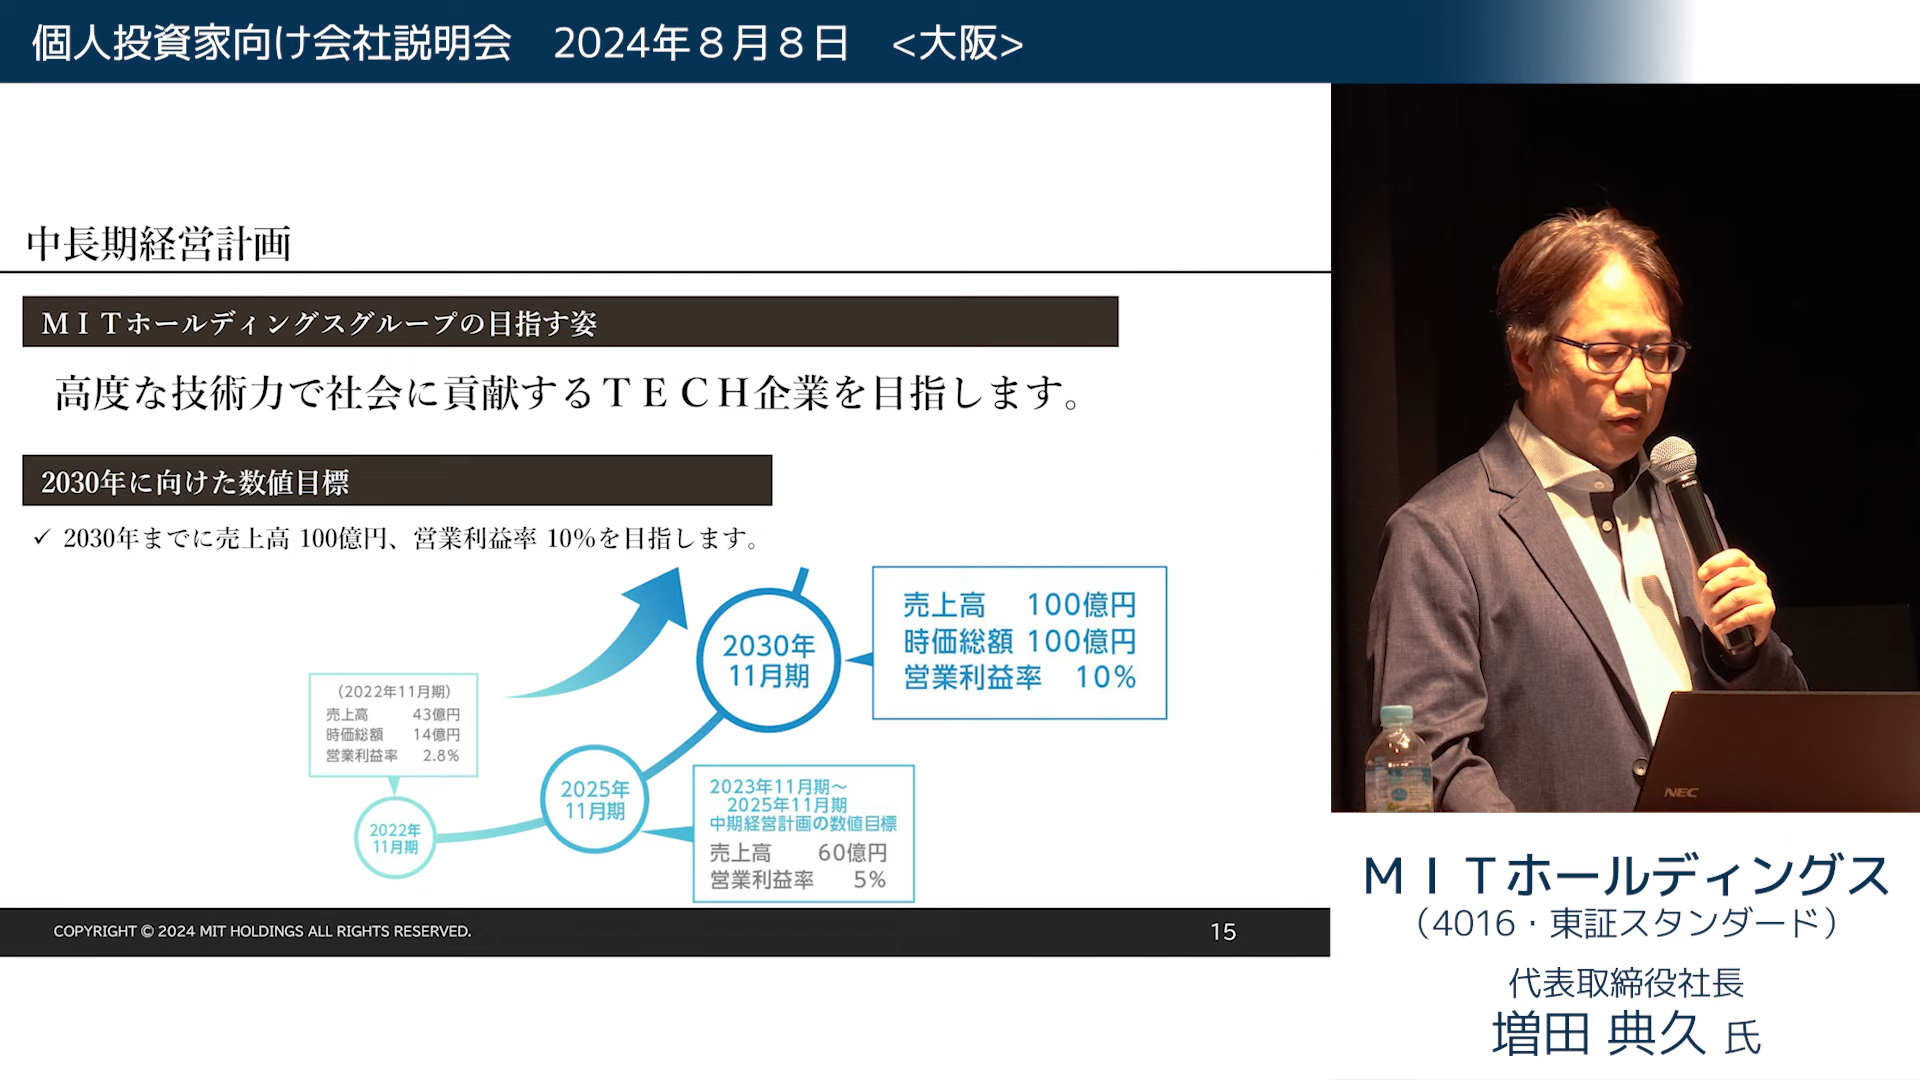 個人投資家向け会社説明会　2024年８月８日　<大阪>
中長期経営計画
ＭＩＴホールディングスグループの目指す姿
高度な技術力で社会に貢献するＴＥＣＨ企業を目指します。
2030年に向けた数値目標
✓ 2030年までに売上高 100億円、営業利益率 10%を目指します。
2030年
11月期
売上高 100億円
時価総額 100億円
営業利益率 10%
（2022年11月期）
売上高 43億円
時価総額 14億円
営業利益率 2.8%
2022年
11月期
2025年
11月期
2023年11月期～
2025年11月期
中期経営計画の数値目標
売上高 60億円
営業利益率 5%
COPYRIGHT © 2024 MIT HOLDINGS ALL RIGHTS RESERVED.
15
SHURE
NEC
ＭＩＴホールディングス
（4016・東証スタンダード）
代表取締役社長
増田 典久 氏